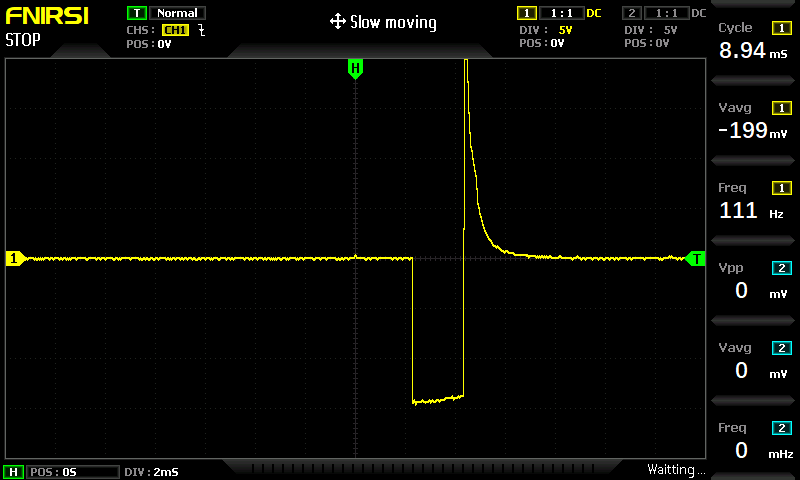 FNIRSI
STOP
T Normal
CHS: CH1
POS: 0V
Slow moving
1 1:1 DC
DIV: 5V
POS: 0V
2 1:1 DC
DIV: 5V
POS: 0V
H
1
T
Cycle 1
8.94 mS
Vavg 1
-199 mV
Freq 1
111 Hz
Vpp 2
0 mV
Vavg 2
0 mV
Freq 2
0 mHz
H POS: 0S DIV: 2mS
Waitting...